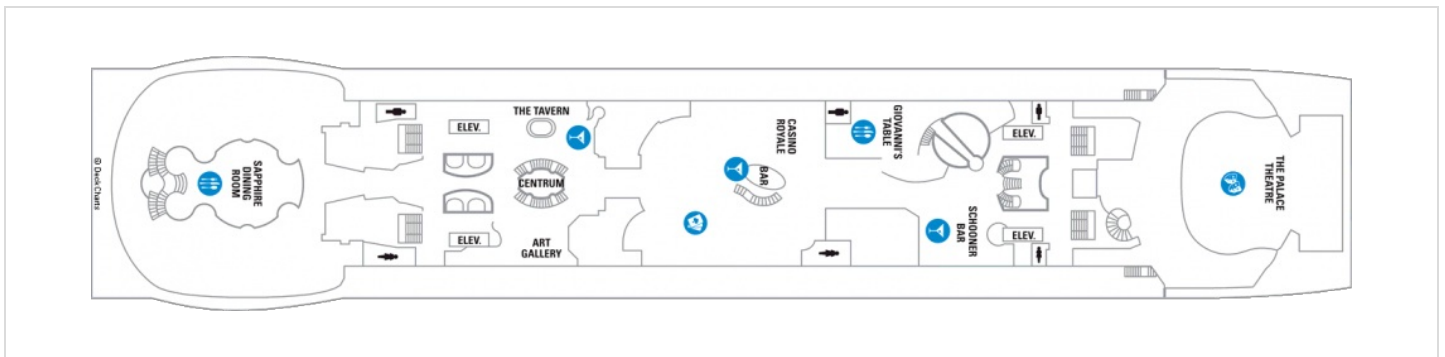 © Deck Charts
SAPPHIRE
DINING
ROOM
ELEV.
ELEV.
THE TAVERN
CENTRUM
ART
GALLERY
CASINO
ROYALE
BAR
GIOVANNI'S
TABLE
SCHOONER
BAR
ELEV.
ELEV.
THE PALACE
THEATRE